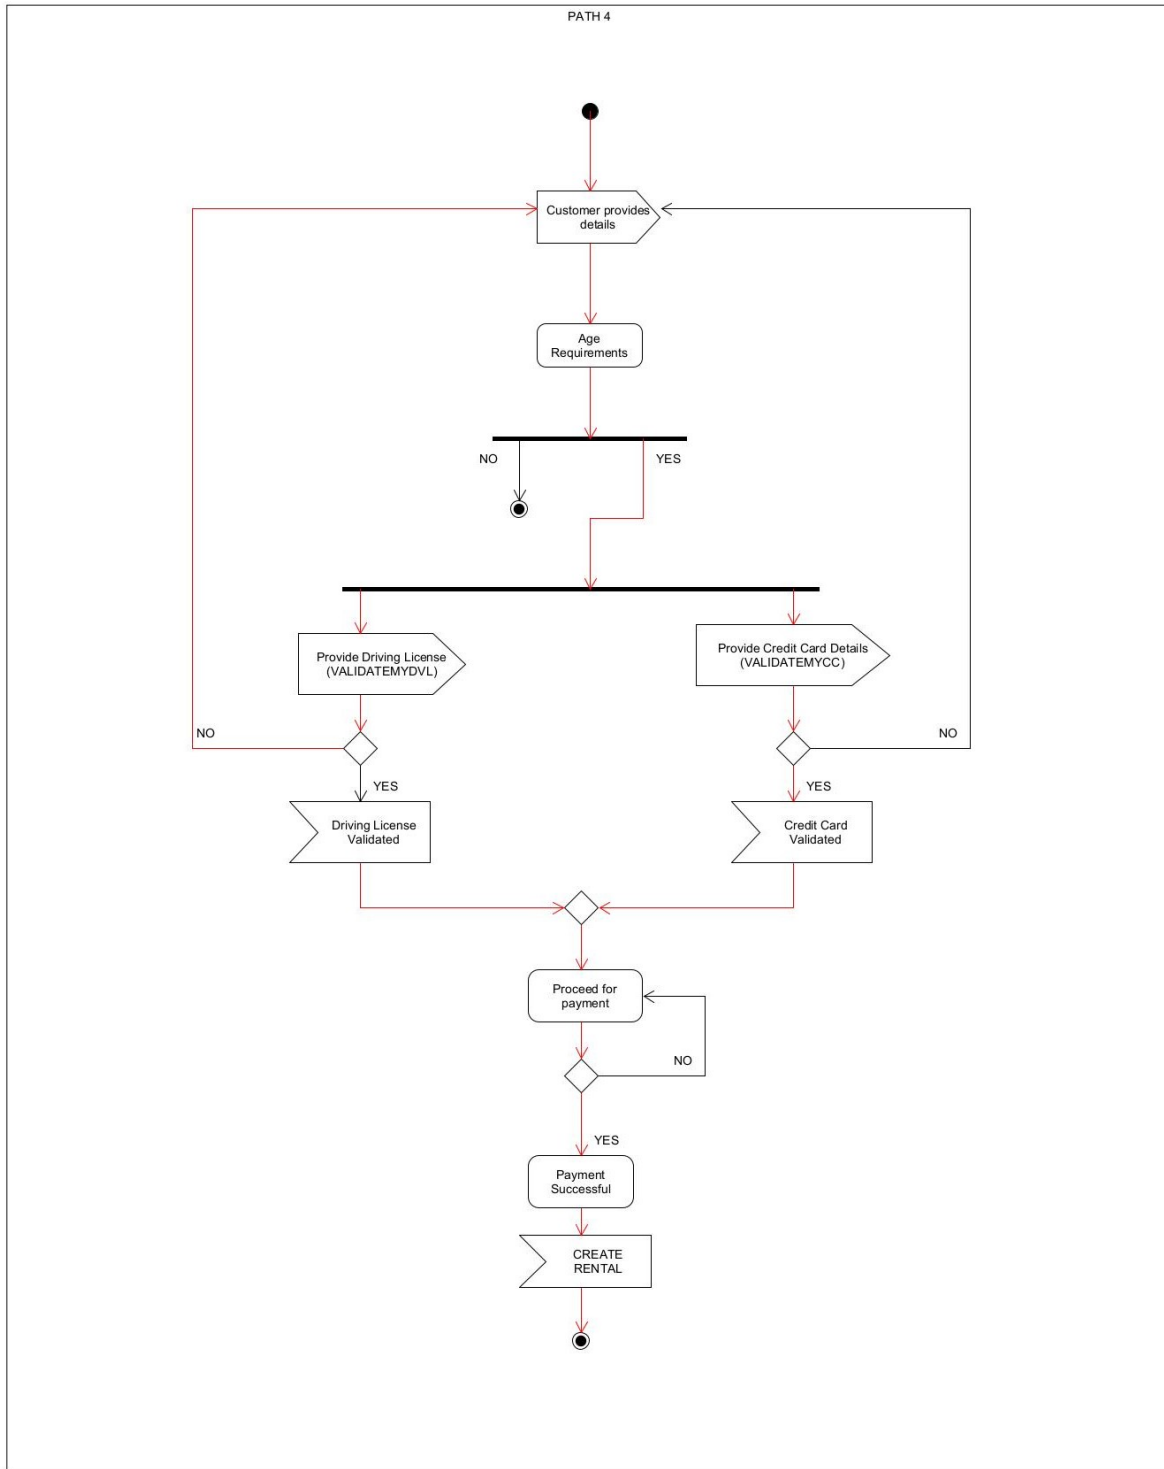 PATH 4
Customer provides
details
Age
Requirements
NO
YES
Provide Driving License
(VALIDATEMYDVL)
Provide Credit Card Details
(VALIDATEMYCC)
NO
NO
YES
YES
Driving License
Validated
Credit Card
Validated
Proceed for
payment
NO
YES
Payment
Successful
CREATE
RENTAL